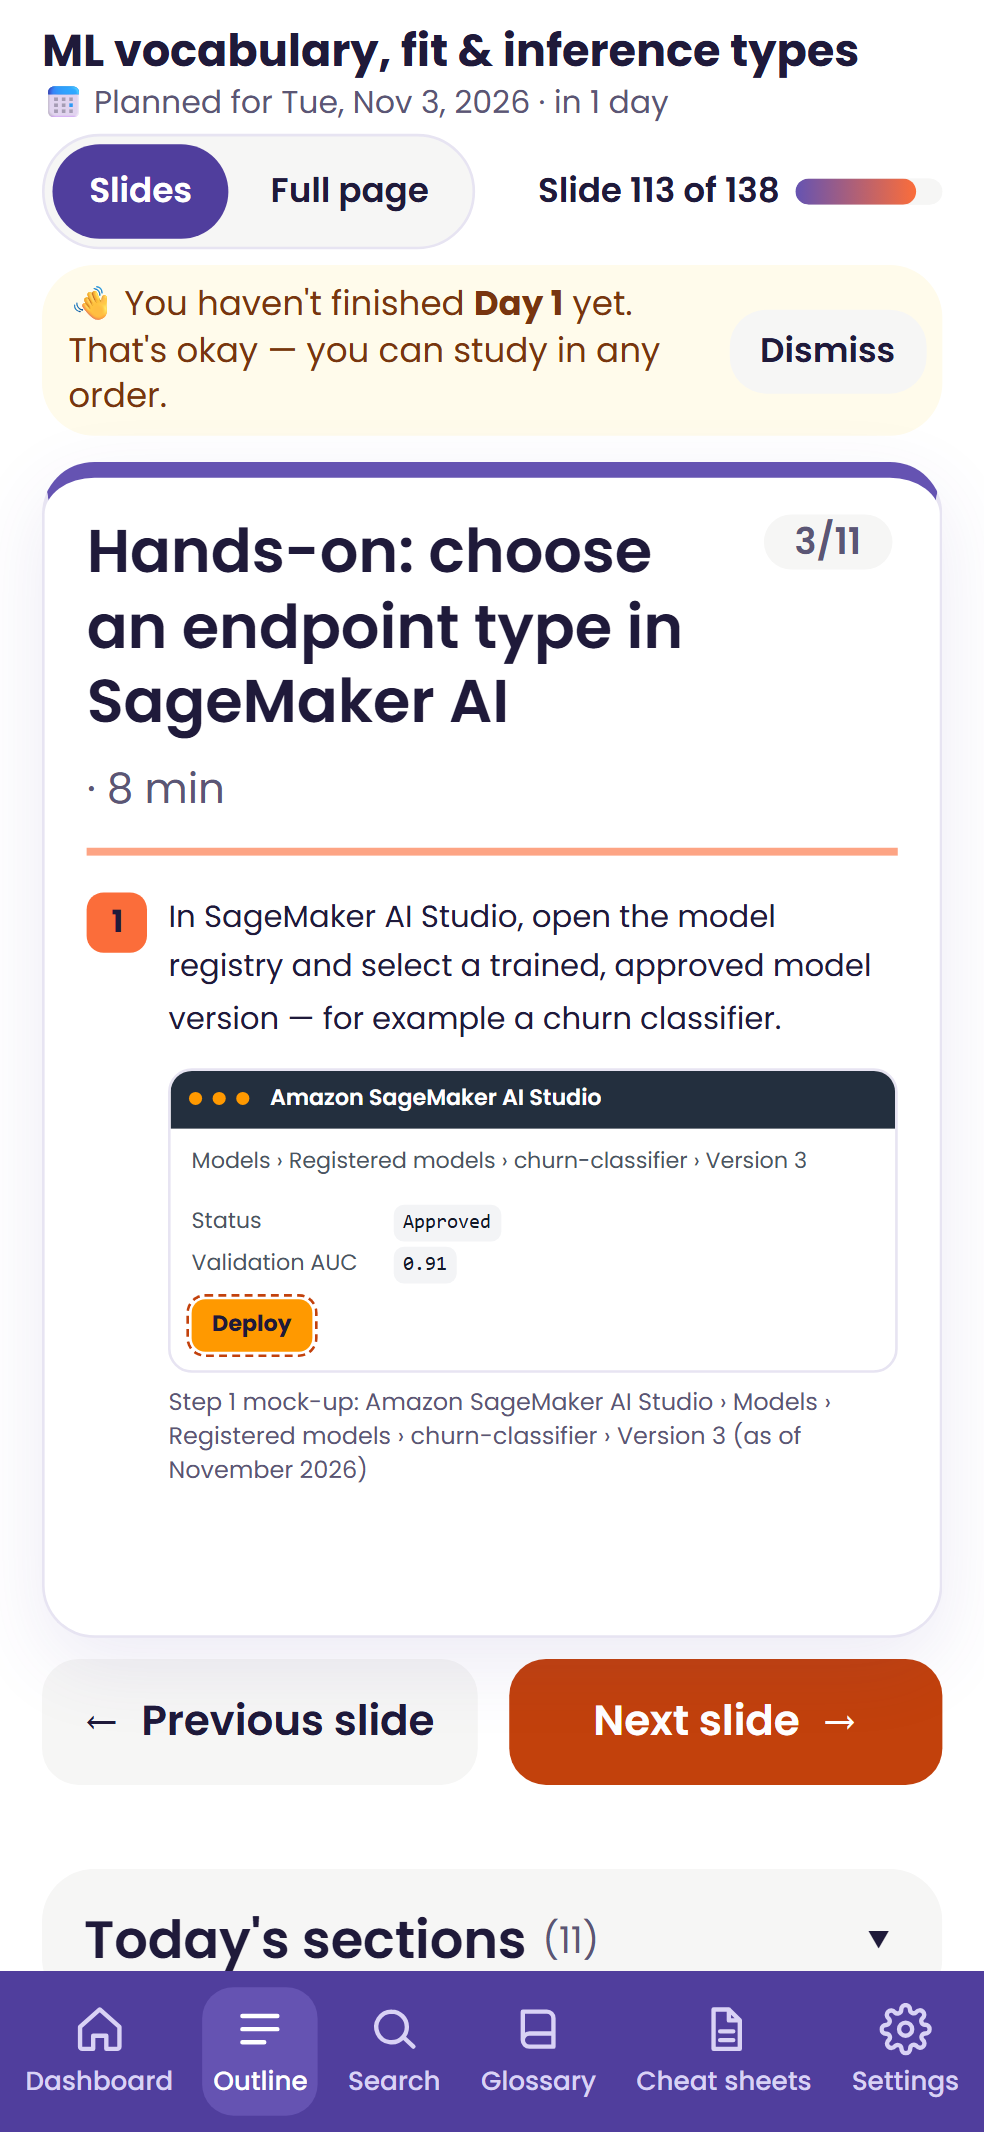 ML vocabulary, fit & inference types
Planned for Tue, Nov 3, 2026 · in 1 day
Slides
Full page
Slide 113 of 138
👋 You haven't finished Day 1 yet.
That's okay — you can study in any
order.
Dismiss
Hands-on: choose
an endpoint type in
SageMaker AI
3/11
· 8 min
1
In SageMaker AI Studio, open the model
registry and select a trained, approved model
version — for example a churn classifier.
Amazon SageMaker AI Studio
Models › Registered models › churn-classifier › Version 3
Status Approved
Validation AUC 0.91
Deploy
Step 1 mock-up: Amazon SageMaker AI Studio › Models ›
Registered models › churn-classifier › Version 3 (as of
November 2026)
← Previous slide
Next slide →
Today's sections (11) ▼
Dashboard
Outline
Search
Glossary
Cheat sheets
Settings